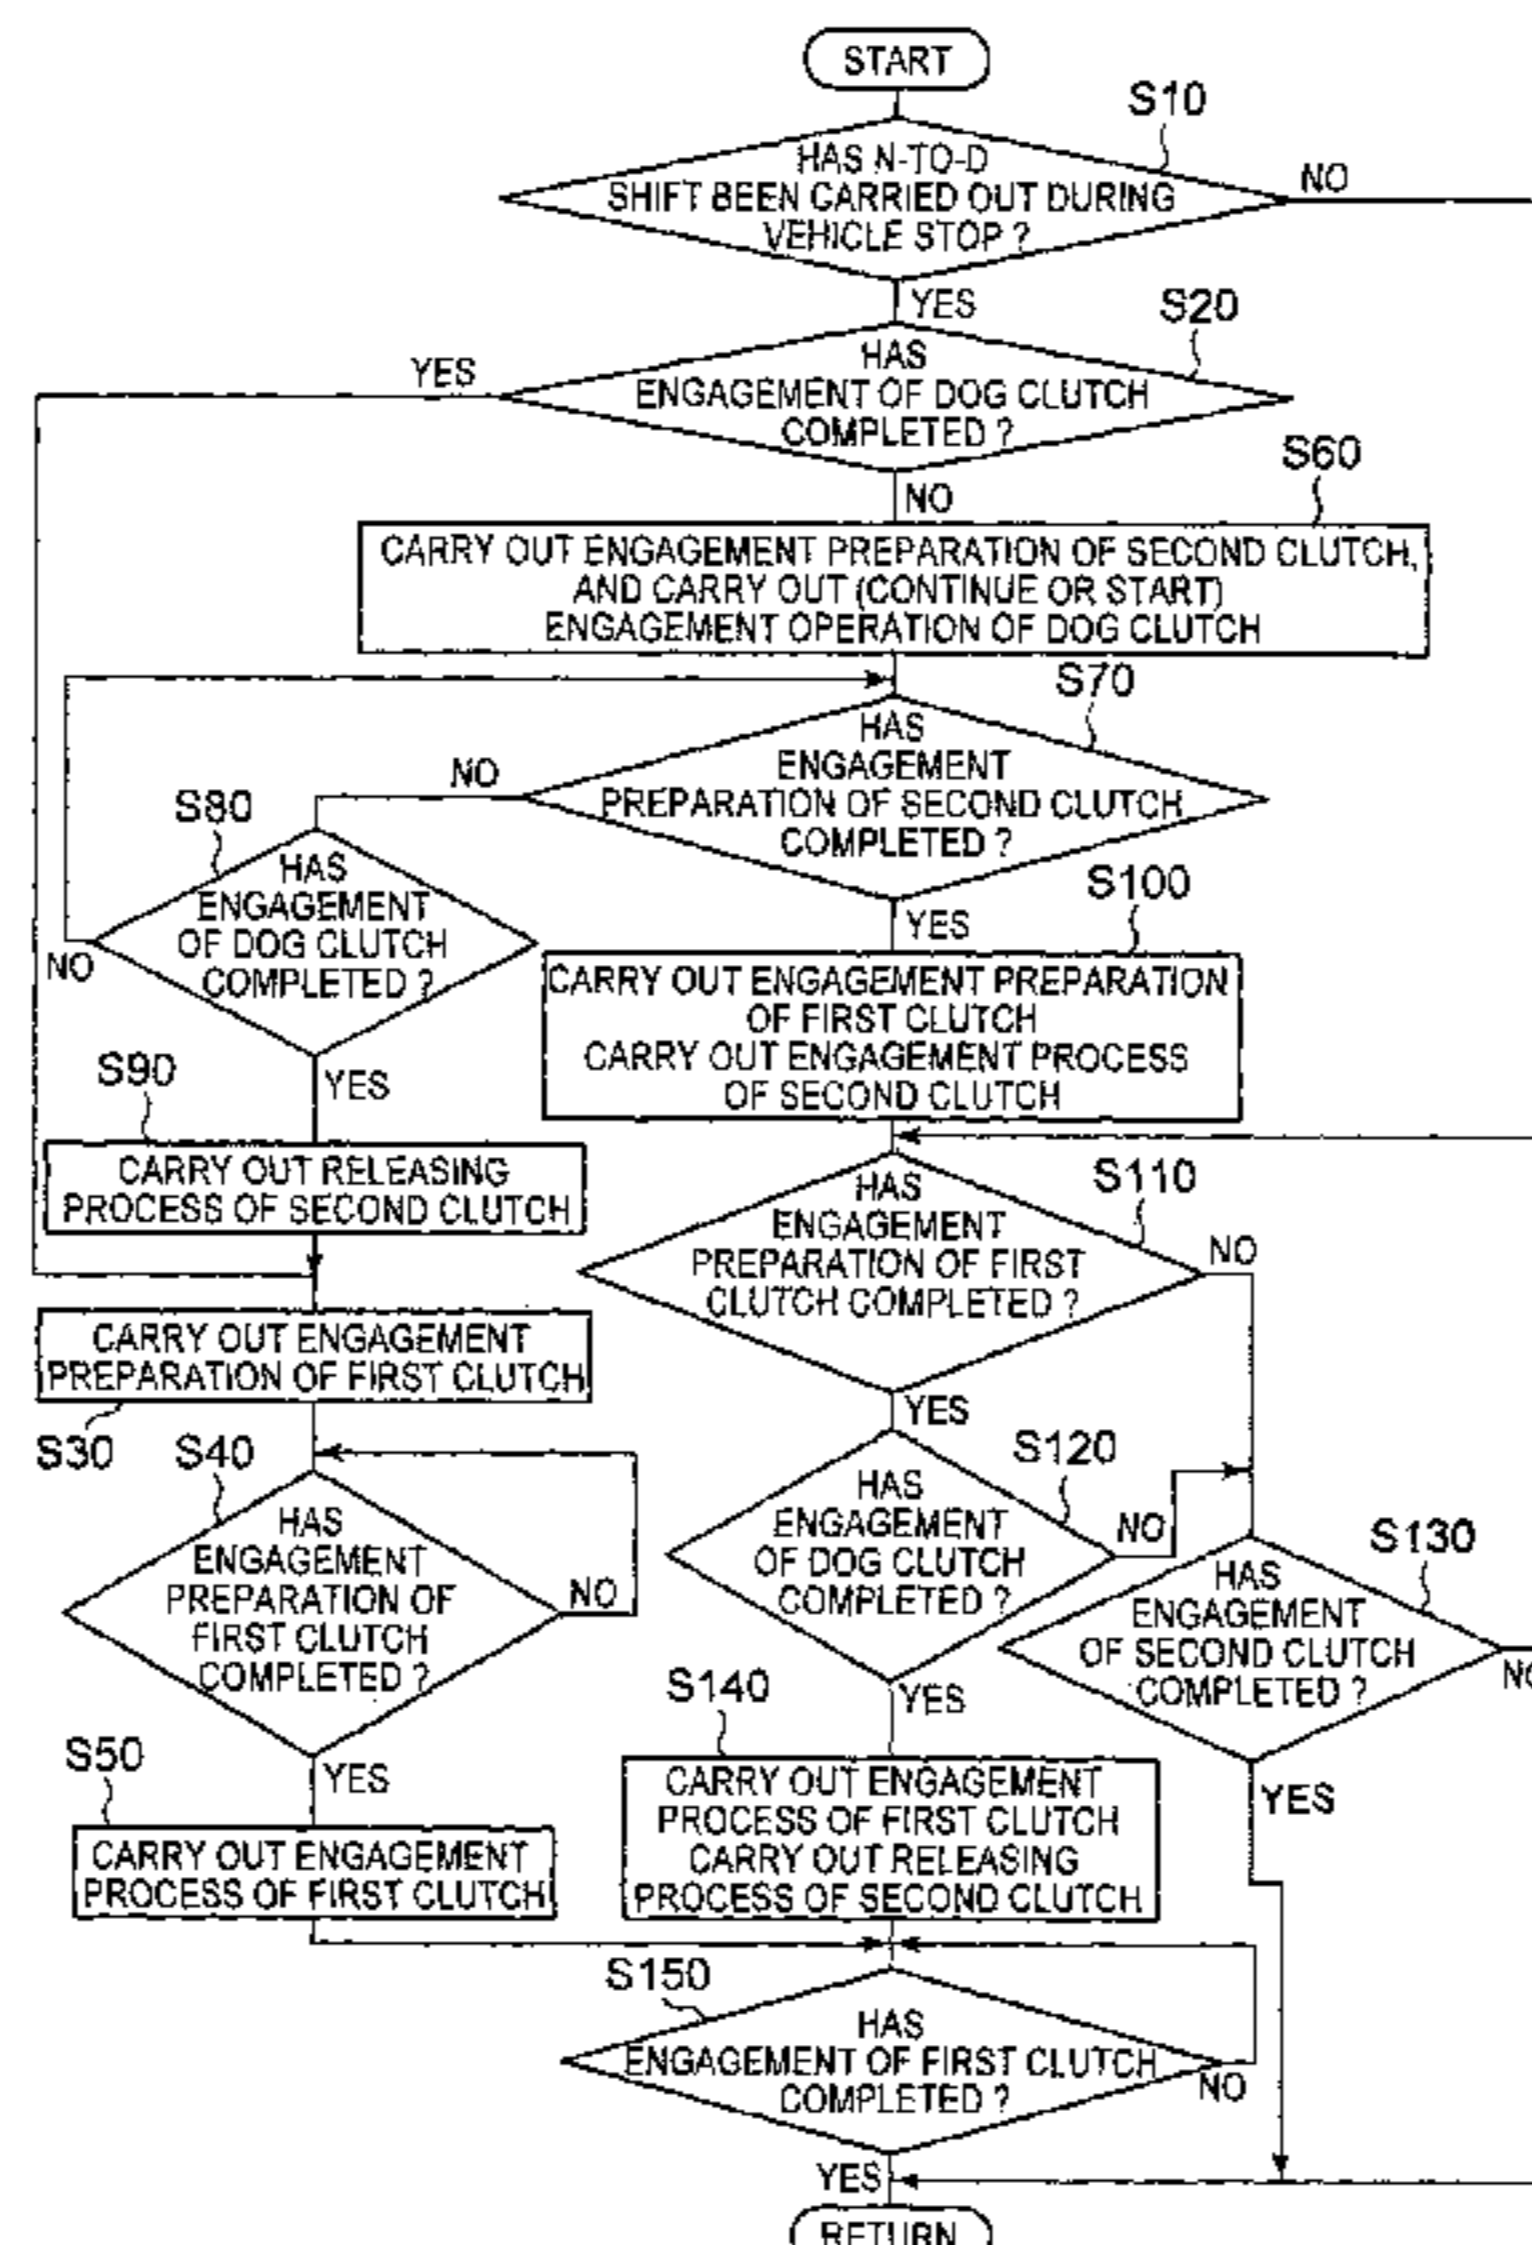 START
S10
HAS N-TO-D
SHIFT BEEN CARRIED OUT DURING
VEHICLE STOP ?
NO
YES
S20
HAS
ENGAGEMENT OF DOG CLUTCH
COMPLETED ?
YES
NO
S60
CARRY OUT ENGAGEMENT PREPARATION OF SECOND CLUTCH,
AND CARRY OUT (CONTINUE OR START)
ENGAGEMENT OPERATION OF DOG CLUTCH
S70
HAS
ENGAGEMENT
PREPARATION OF SECOND CLUTCH
COMPLETED ?
NO
YES
S80
HAS
ENGAGEMENT
OF DOG CLUTCH
COMPLETED ?
NO
YES
S100
CARRY OUT ENGAGEMENT PREPARATION
OF FIRST CLUTCH
CARRY OUT ENGAGEMENT PROCESS
OF SECOND CLUTCH
S90
CARRY OUT RELEASING
PROCESS OF SECOND CLUTCH
S110
HAS
ENGAGEMENT
PREPARATION OF FIRST
CLUTCH COMPLETED ?
NO
YES
CARRY OUT ENGAGEMENT
PREPARATION OF FIRST CLUTCH
S30
S40
HAS
ENGAGEMENT
PREPARATION OF
FIRST CLUTCH
COMPLETED ?
NO
YES
S120
HAS
ENGAGEMENT
OF DOG CLUTCH
COMPLETED ?
NO
YES
S130
HAS
ENGAGEMENT
OF SECOND CLUTCH
COMPLETED ?
NO
YES
S50
CARRY OUT ENGAGEMENT
PROCESS OF FIRST CLUTCH
S140
CARRY OUT ENGAGEMENT
PROCESS OF FIRST CLUTCH
CARRY OUT RELEASING
PROCESS OF SECOND CLUTCH
S150
HAS
ENGAGEMENT OF FIRST CLUTCH
COMPLETED ?
NO
YES
RETURN